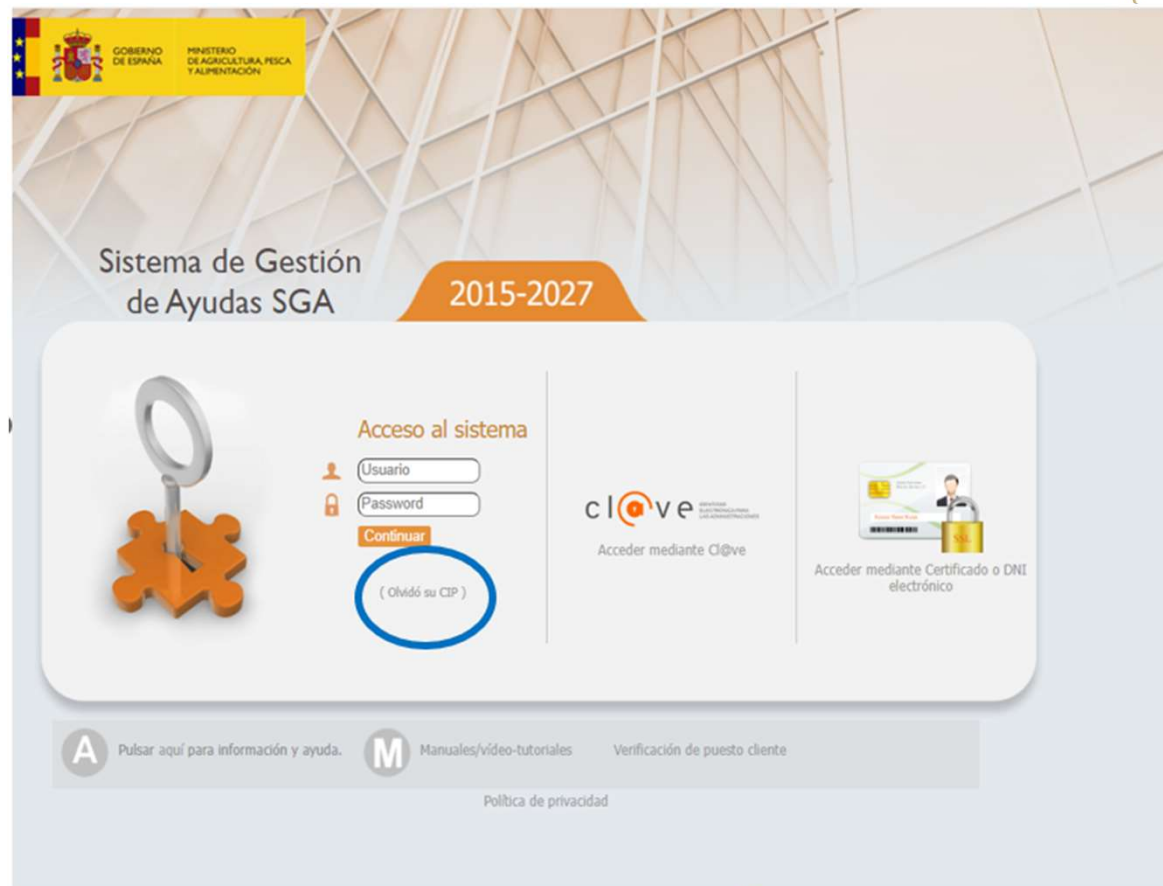 GOBIERNO
DE ESPAÑA
MINISTERIO
DE AGRICULTURA, PESCA
Y ALIMENTACIÓN
Sistema de Gestión
de Ayudas SGA
2015-2027
Acceso al sistema
Usuario
Password
Continuar
( Olvidó su CIP )
cl@ve
Acceder mediante Cl@ve
SSL
Acceder mediante Certificado o DNI
electrónico
A Pulsar aquí para información y ayuda.
M Manuales/vídeo-tutoriales
Verificación de puesto cliente
Política de privacidad